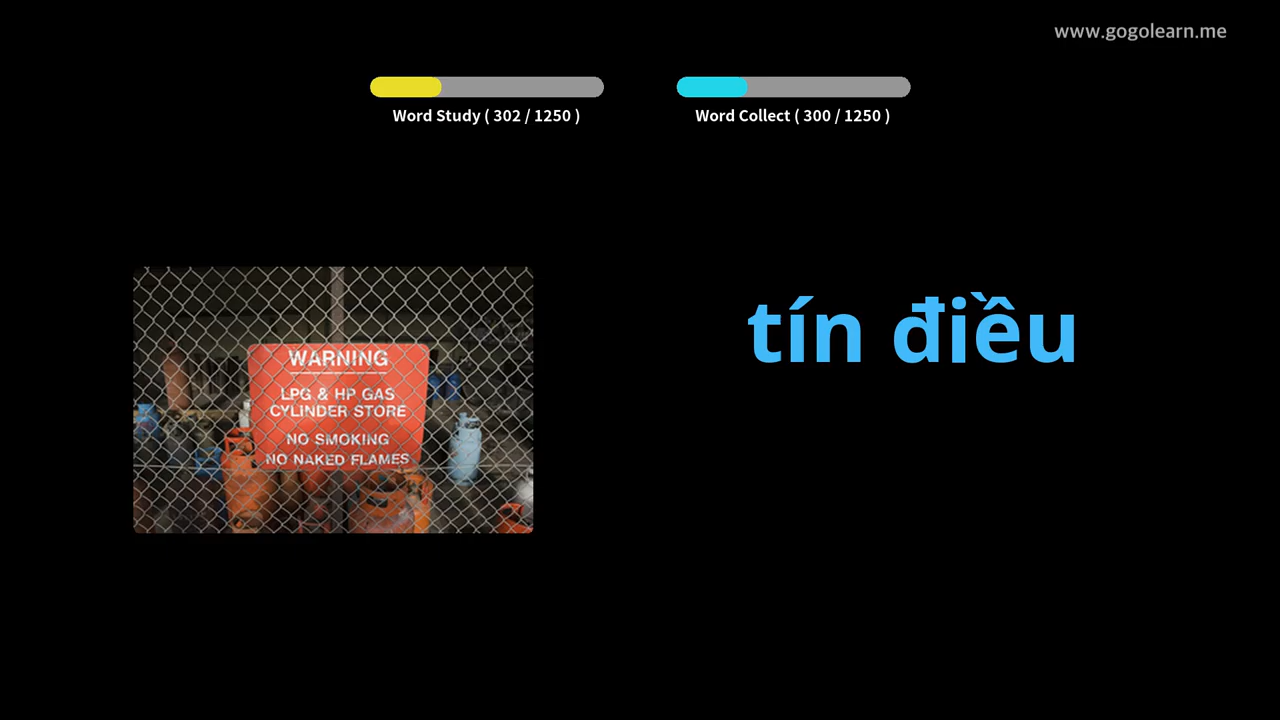 www.gogolearn.me
Word Study ( 302 / 1250 )
Word Collect ( 300 / 1250 )
WARNING
LPG & HP GAS
CYLINDER STORE
NO SMOKING
NO NAKED FLAMES
tín điều